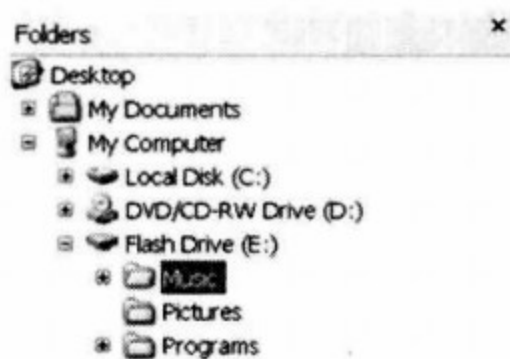 Folders
Desktop
My Documents
My Computer
Local Disk (C:)
DVD/CD-RW Drive (D:)
Flash Drive (E:)
Music
Pictures
Programs